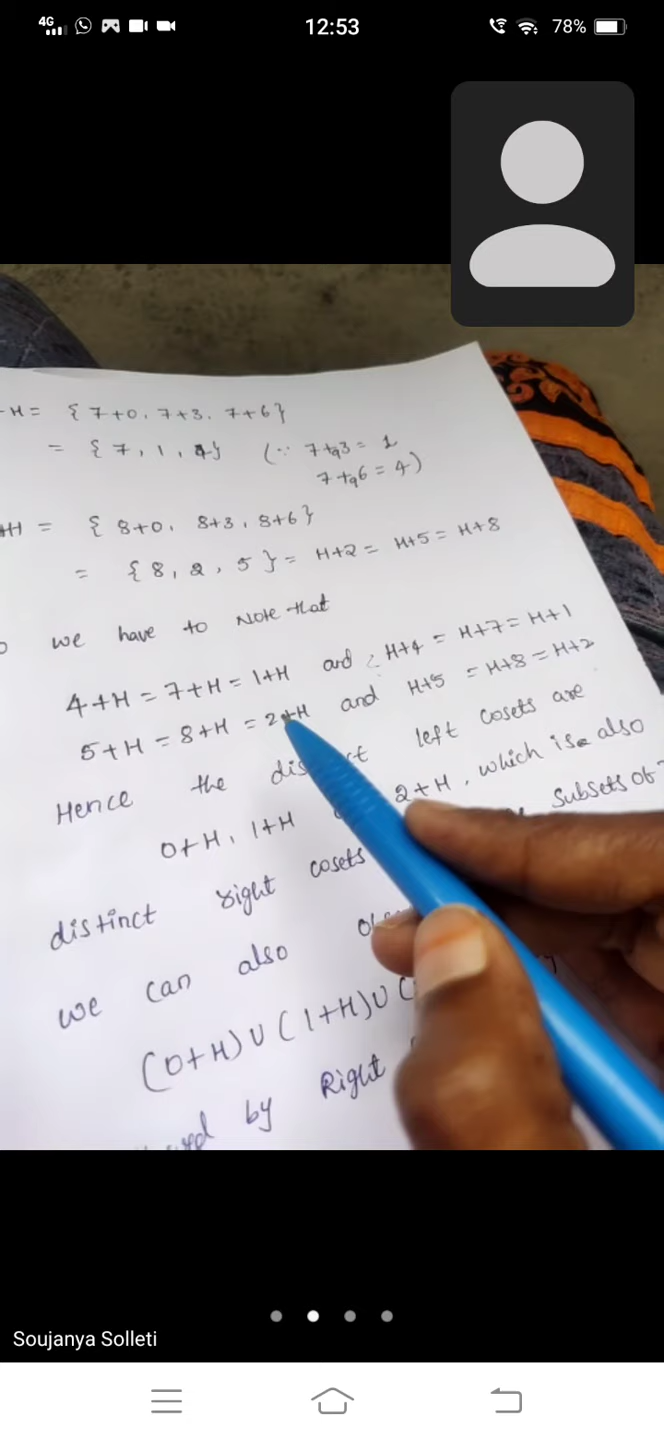 4G 12:53 78%
H = { 7+0, 7+3, 7+6}
= { 7, 1, 4} (∵ 7+₉3 = 1
7+₉6 = 4)
+H = { 8+0, 8+3, 8+6}
= { 8, 2, 5 } = H+2 = H+5 = H+8
we have to Note that
4+H = 7+H = 1+H and H+4 = H+7 = H+1
5+H = 8+H = 2+H and H+5 = H+8 = H+2
Hence the left cosets are
0+H, 1+H 2+H, which is also
distinct right cosets subsets of
we can also
(0+H) ∪ (1+H) ∪ (
by Right
Soujanya Solleti